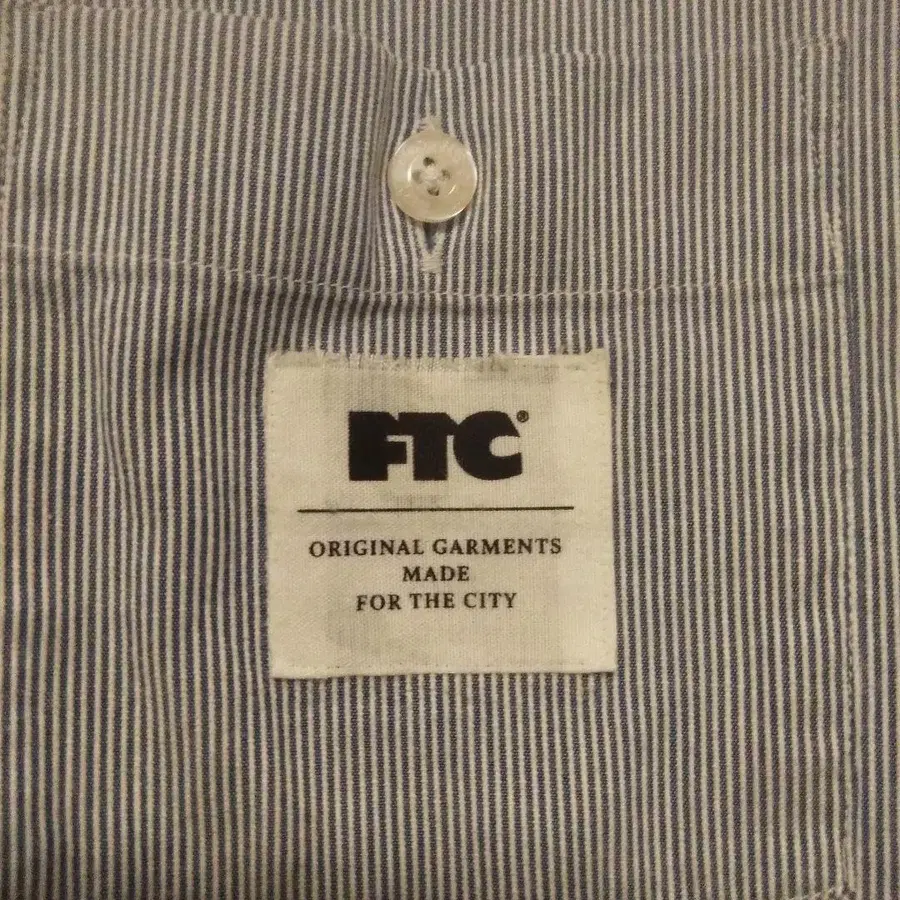 FTC®
ORIGINAL GARMENTS
MADE
FOR THE CITY